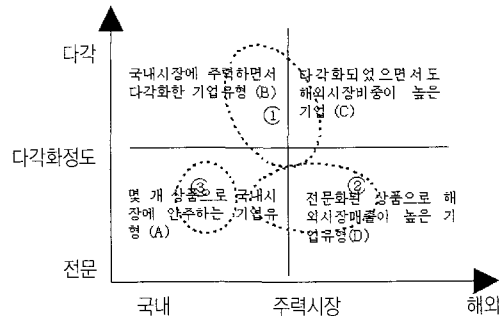 다각
국내시장에 주력하면서
다각화한 기업유형 (B)
①
다각화되었으면서도
해외시장비중이 높은
기업 (C)
다각화정도
몇 개 상품으로 국내시
장에 안주하는 기업유
형 (A)
③
②
전문화된 상품으로 해
외시장매출이 높은 기
업유형(D)
전문
국내
주력시장
해외